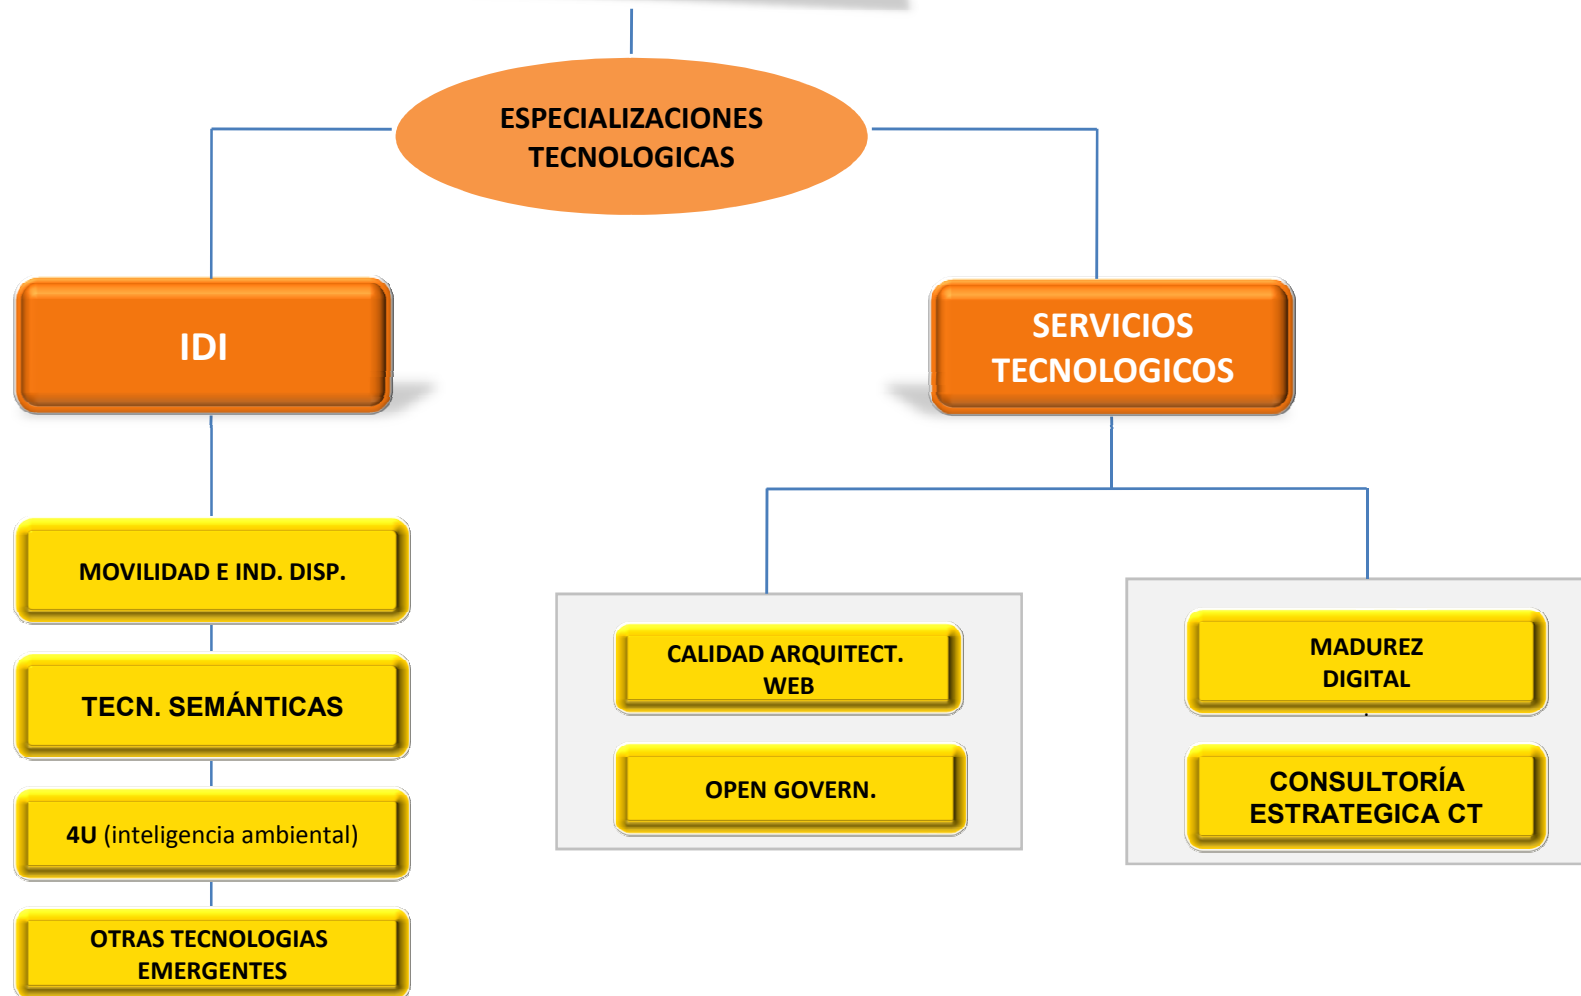 ESPECIALIZACIONES
TECNOLOGICAS
IDI
SERVICIOS
TECNOLOGICOS
MOVILIDAD E IND. DISP.
TECN. SEMÁNTICAS
4U (inteligencia ambiental)
OTRAS TECNOLOGIAS
EMERGENTES
CALIDAD ARQUITECT.
WEB
OPEN GOVERN.
MADUREZ
DIGITAL
.
CONSULTORÍA
ESTRATEGICA CT